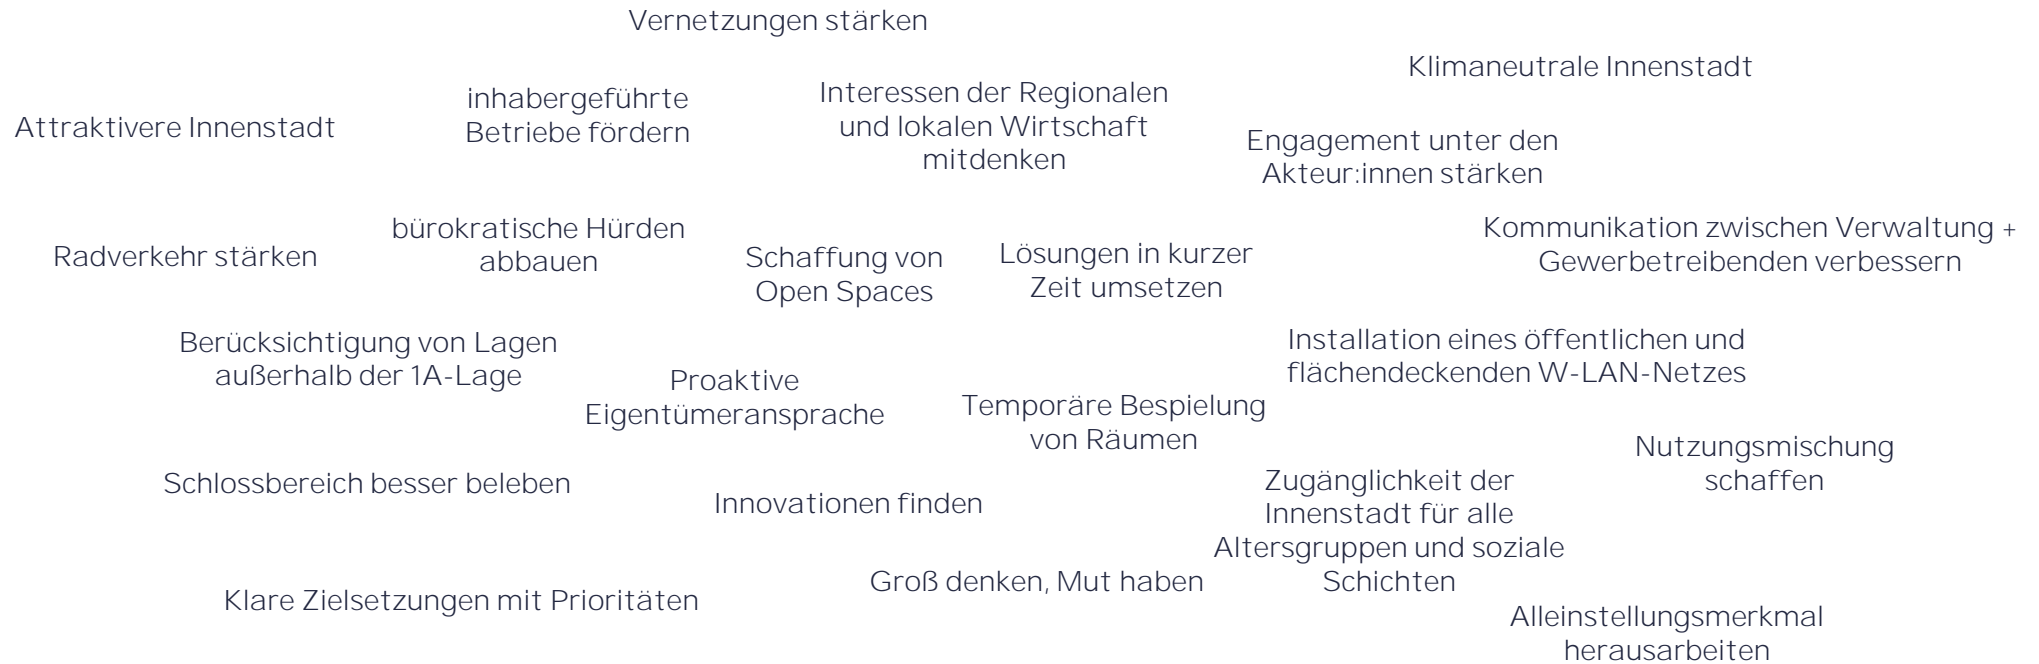 Vernetzungen stärken
Klimaneutrale Innenstadt
Attraktivere Innenstadt
inhabergeführte
Betriebe fördern
Interessen der Regionalen
und lokalen Wirtschaft
mitdenken
Engagement unter den
Akteur:innen stärken
Radverkehr stärken
bürokratische Hürden
abbauen
Schaffung von
Open Spaces
Lösungen in kurzer
Zeit umsetzen
Kommunikation zwischen Verwaltung +
Gewerbetreibenden verbessern
Berücksichtigung von Lagen
außerhalb der 1A-Lage
Proaktive
Eigentümeransprache
Temporäre Bespielung
von Räumen
Installation eines öffentlichen und
flächendeckenden W-LAN-Netzes
Nutzungsmischung
schaffen
Schlossbereich besser beleben
Innovationen finden
Zugänglichkeit der
Innenstadt für alle
Altersgruppen und soziale
Schichten
Klare Zielsetzungen mit Prioritäten
Groß denken, Mut haben
Alleinstellungsmerkmal
herausarbeiten